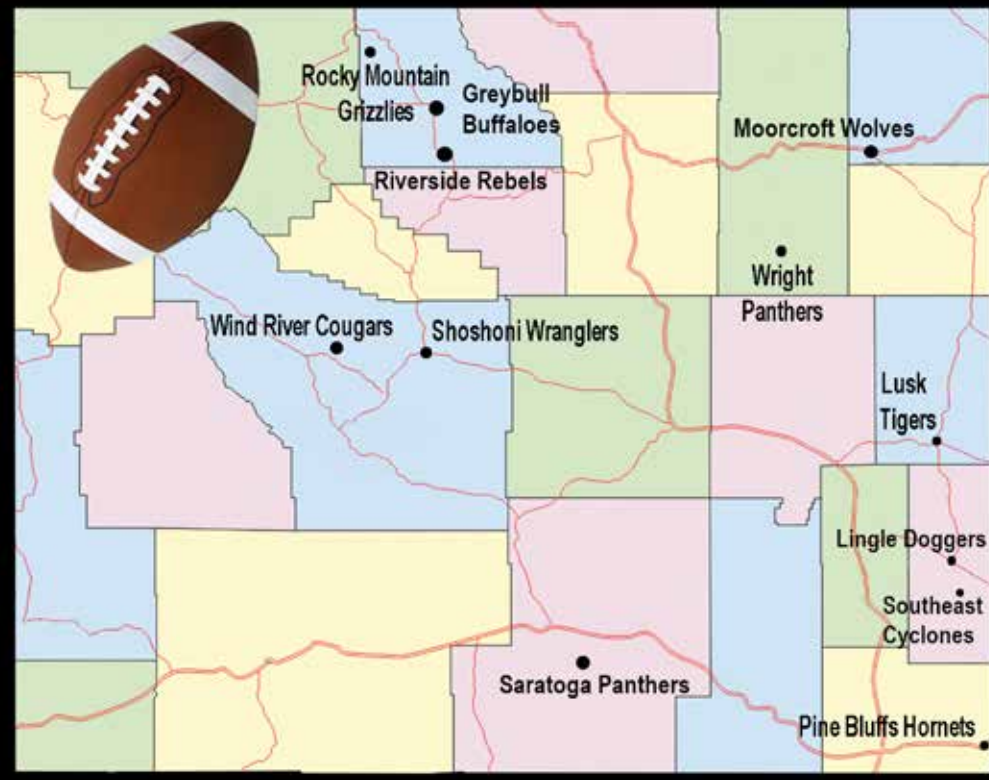 Rocky Mountain
Grizzlies
Greybull
Buffaloes
Moorcroft Wolves
Riverside Rebels
Wright
Panthers
Wind River Cougars
Shoshoni Wranglers
Lusk
Tigers
Lingle Doggers
Southeast
Cyclones
Saratoga Panthers
Pine Bluffs Hornets